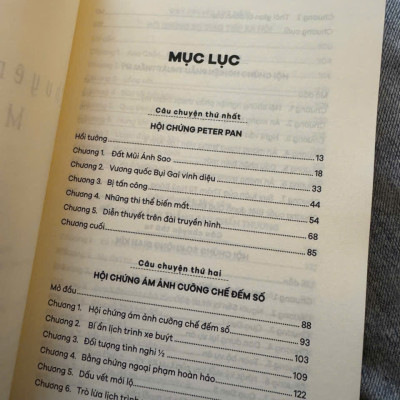 MỤC LỤC
Câu chuyện thứ nhất
HỘI CHỨNG PETER PAN
Hồi tưởng 13
Chương 1. Đất Mũi Ánh Sao 18
Chương 2. Vương quốc Bụi Gai vinh diệu 33
Chương 3. Bị tấn công 44
Chương 4. Những thi thể biến mất 54
Chương 5. Diễn thuyết trên đài truyền hình 68
Chương cuối 85
Câu chuyện thứ hai
HỘI CHỨNG ÁM ẢNH CƯỠNG CHẾ ĐẾM SỐ
Mở đầu 88
Chương 1. Hội chứng ám ảnh cưỡng chế đếm số 93
Chương 2. Bí ẩn lịch trình xe buýt 103
Chương 3. Đối tượng tình nghi ½ 109
Chương 4. Bằng chứng ngoại phạm hoàn hảo 122
Chương 5. Dấu vết mới lộ
Chương 6. Trò lừa lịch trình